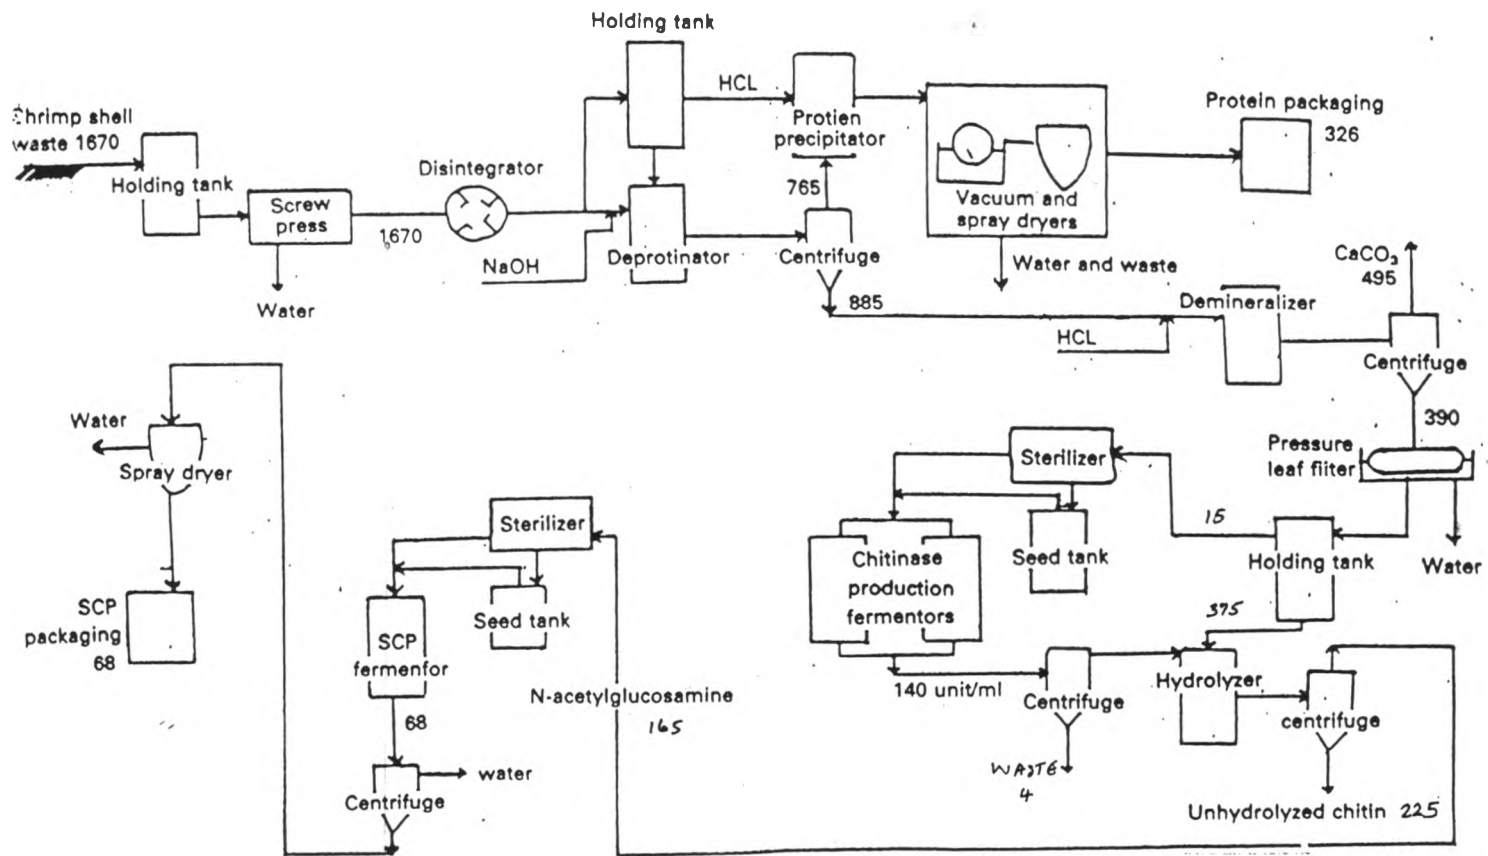 Holding tank
HCL
Shrimp shell
waste 1670
Holding tank
Screw
press
1670
Water
Disintegrator
NaOH
Deprotinator
Protien
precipitator
765
Centrifuge
885
Vacuum and
spray dryers
Water and waste
Protein packaging
326
HCL
Demineralizer
CaCO₃
495
Centrifuge
390
Pressure
leaf filter
Water
Holding tank
15
375
Sterilizer
Seed tank
Chitinase
production
fermentors
140 unit/ml
Centrifuge
WASTE
4
Hydrolyzer
centrifuge
Unhydrolyzed chitin 225
N-acetylglucosamine
165
Sterilizer
Seed tank
SCP
fermenfor
68
water
Centrifuge
Water
Spray dryer
SCP
packaging
68